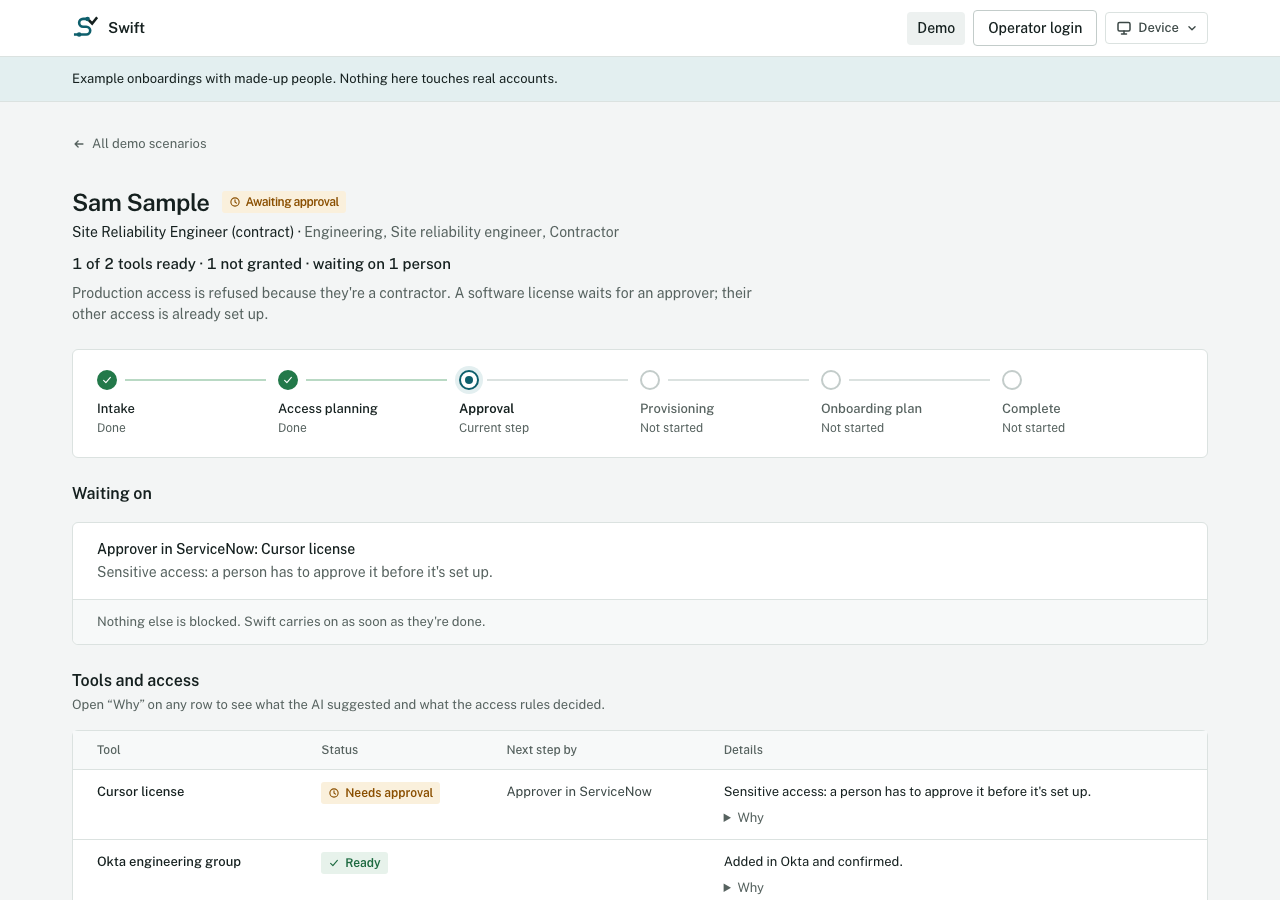 Swift
Demo
Operator login
Device
Example onboardings with made-up people. Nothing here touches real accounts.
All demo scenarios
Sam Sample
Awaiting approval
Site Reliability Engineer (contract) · Engineering, Site reliability engineer, Contractor
1 of 2 tools ready · 1 not granted · waiting on 1 person
Production access is refused because they're a contractor. A software license waits for an approver; their
other access is already set up.
Intake
Done
Access planning
Done
Approval
Current step
Provisioning
Not started
Onboarding plan
Not started
Complete
Not started
Waiting on
Approver in ServiceNow: Cursor license
Sensitive access: a person has to approve it before it's set up.
Nothing else is blocked. Swift carries on as soon as they're done.
Tools and access
Open “Why” on any row to see what the AI suggested and what the access rules decided.
Tool Status Next step by Details
Cursor license Needs approval Approver in ServiceNow Sensitive access: a person has to approve it before it's set up.
Why
Okta engineering group Ready Added in Okta and confirmed.
Why